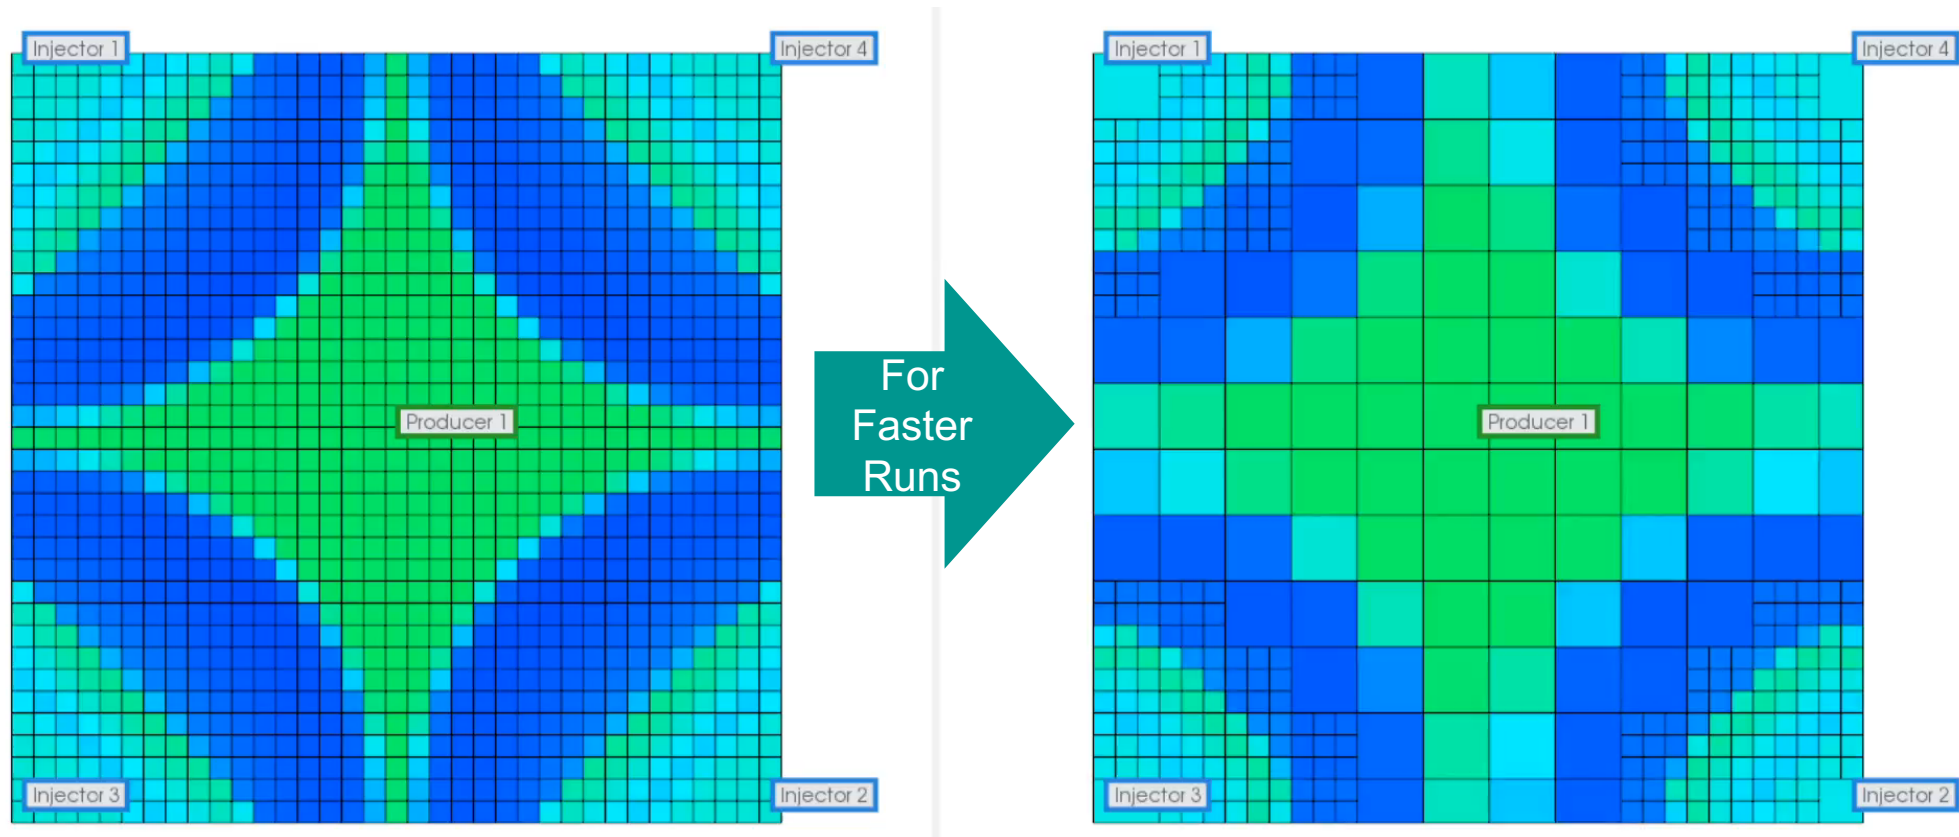 Injector 1
Injector 4
Producer 1
Injector 3
Injector 2
For
Faster
Runs
Injector 1
Injector 4
Producer 1
Injector 3
Injector 2